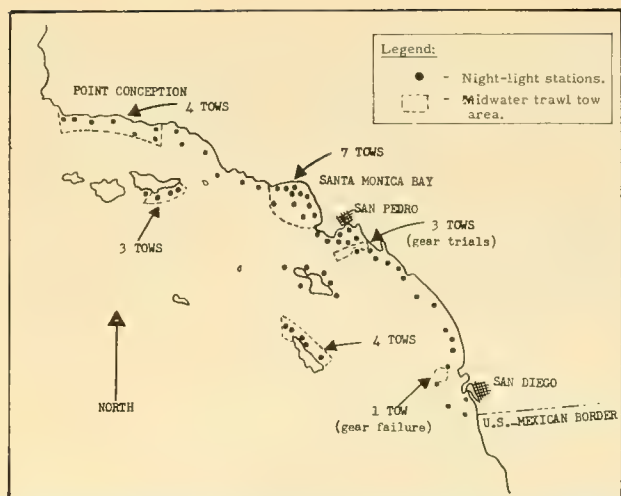 Legend:
- Night-light stations.
- Midwater trawl tow
area.
POINT CONCEPTION
4 TOWS
7 TOWS
SANTA MONICA BAY
SAN PEDRO
3 TOWS
(gear trials)
3 TOWS
4 TOWS
NORTH
1 TOW
(gear failure)
SAN DIEGO
U.S.-MEXICAN BORDER